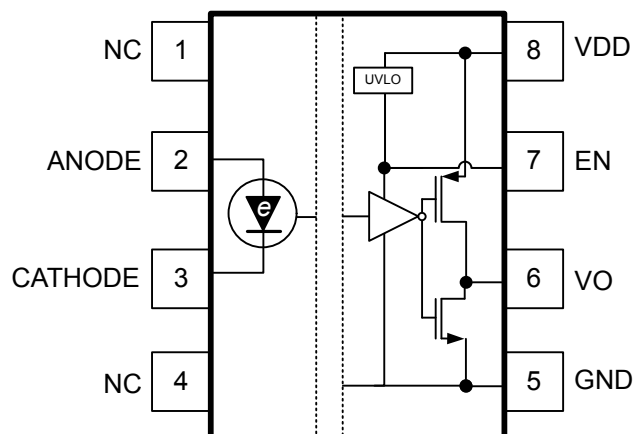 NC 1
8 VDD
UVLO
ANODE 2
7 EN
e
CATHODE 3
6 VO
NC 4
5 GND